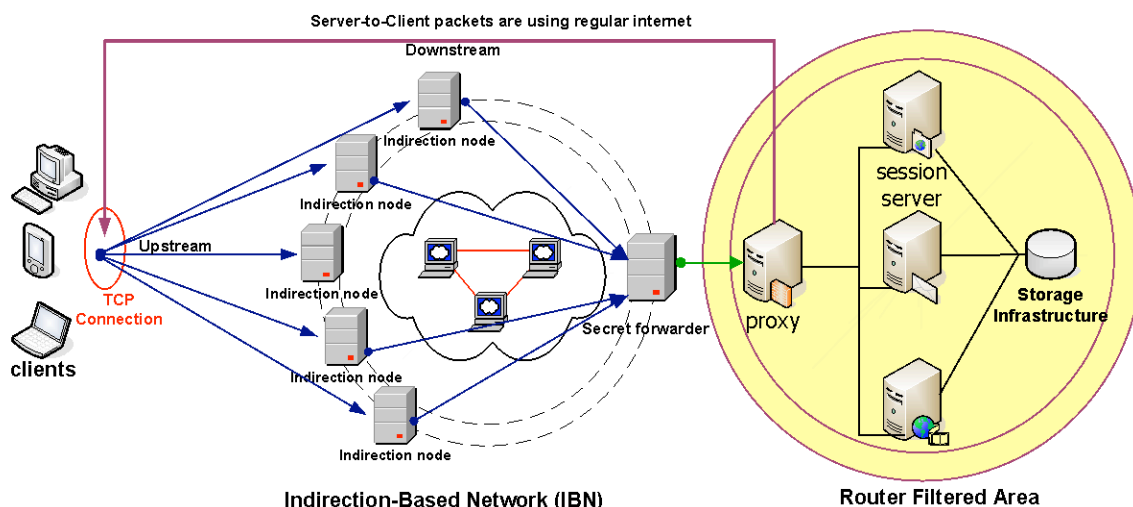 Server-to-Client packets are using regular internet
Downstream
Indirection node
Indirection node
Upstream
Indirection node
TCP
Connection
Indirection node
Indirection node
clients
Secret forwarder
proxy
session
server
Storage
Infrastructure
Indirection-Based Network (IBN)
Router Filtered Area